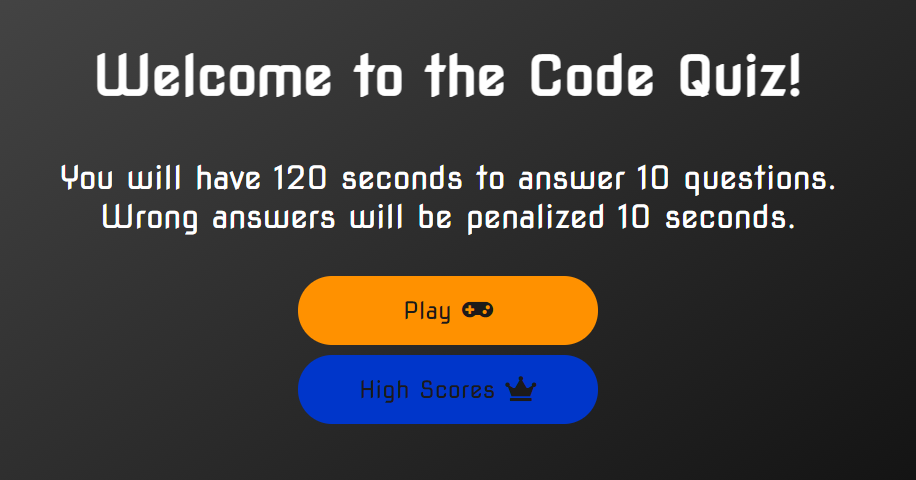 Welcome to the Code Quiz!
You will have 120 seconds to answer 10 questions.
Wrong answers will be penalized 10 seconds.
Play
High Scores